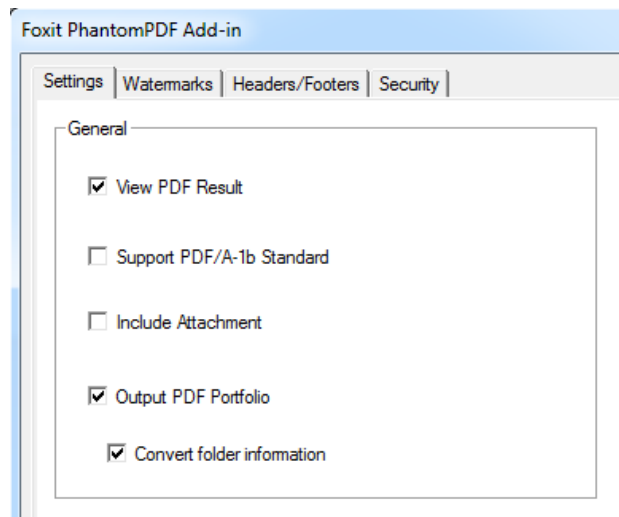 Foxit PhantomPDF Add-in
Settings Watermarks Headers/Footers Security
General
View PDF Result
Support PDF/A-1b Standard
Include Attachment
Output PDF Portfolio
Convert folder information